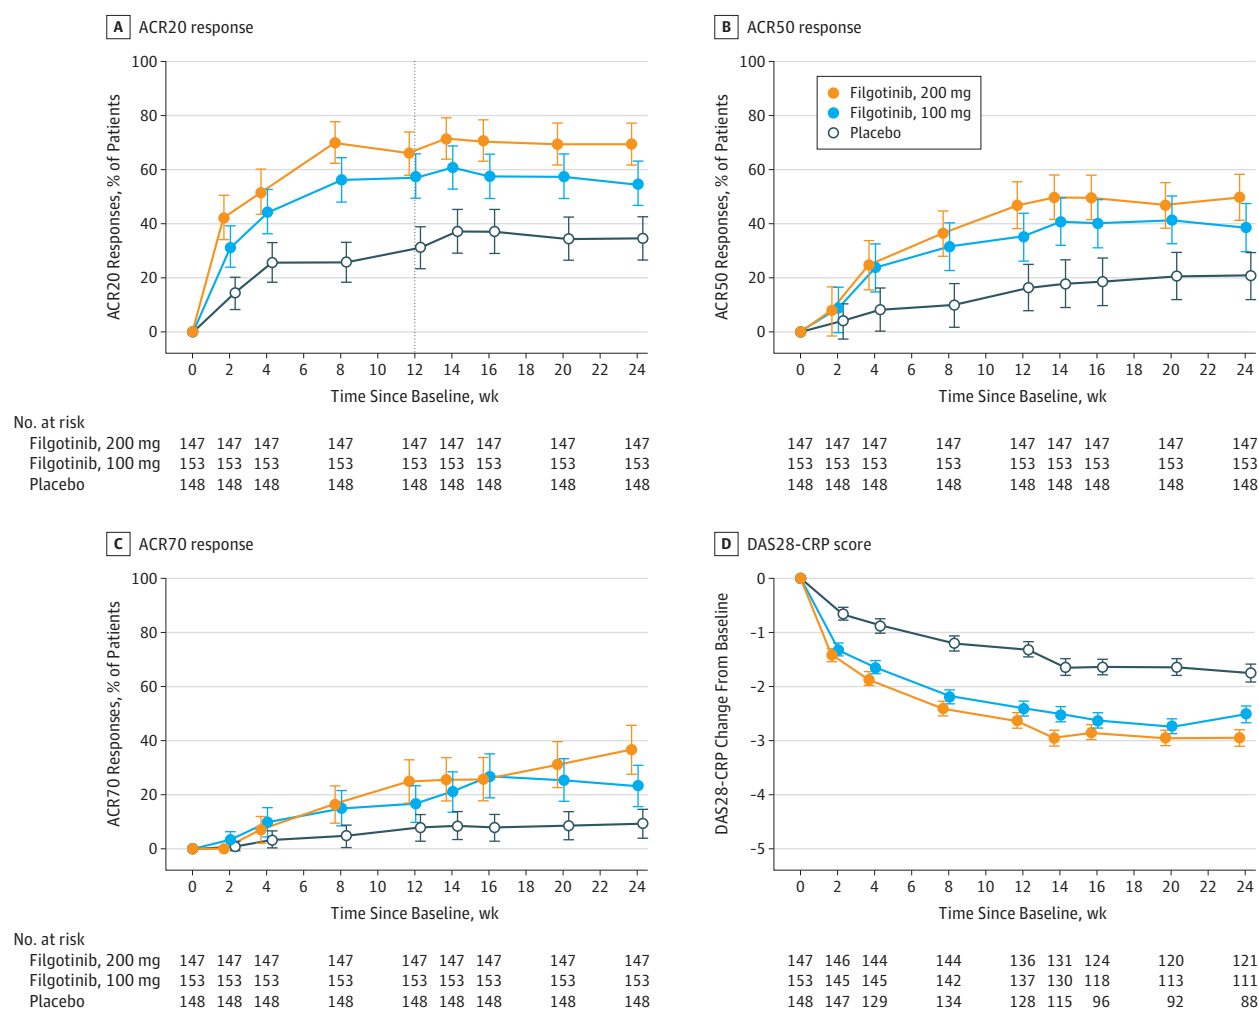 A ACR20 response
100
80
60
40
20
0
ACR20 Responses, % of Patients
0 2 4 6 8 10 12 14 16 18 20 22 24
Time Since Baseline, wk
No. at risk
Filgotinib, 200 mg 147 147 147 147 147 147 147 147 147
Filgotinib, 100 mg 153 153 153 153 153 153 153 153 153
Placebo 148 148 148 148 148 148 148 148 148
B ACR50 response
100
80
60
40
20
0
ACR50 Responses, % of Patients
Filgotinib, 200 mg
Filgotinib, 100 mg
Placebo
0 2 4 6 8 10 12 14 16 18 20 22 24
Time Since Baseline, wk
147 147 147 147 147 147 147 147 147
153 153 153 153 153 153 153 153 153
148 148 148 148 148 148 148 148 148
C ACR70 response
100
80
60
40
20
0
ACR70 Responses, % of Patients
0 2 4 6 8 10 12 14 16 18 20 22 24
Time Since Baseline, wk
No. at risk
Filgotinib, 200 mg 147 147 147 147 147 147 147 147 147
Filgotinib, 100 mg 153 153 153 153 153 153 153 153 153
Placebo 148 148 148 148 148 148 148 148 148
D DAS28-CRP score
0
-1
-2
-3
-4
-5
DAS28-CRP Change From Baseline
0 2 4 6 8 10 12 14 16 18 20 22 24
Time Since Baseline, wk
147 146 144 144 136 131 124 120 121
153 145 145 142 137 130 118 113 111
148 147 129 134 128 115 96 92 88